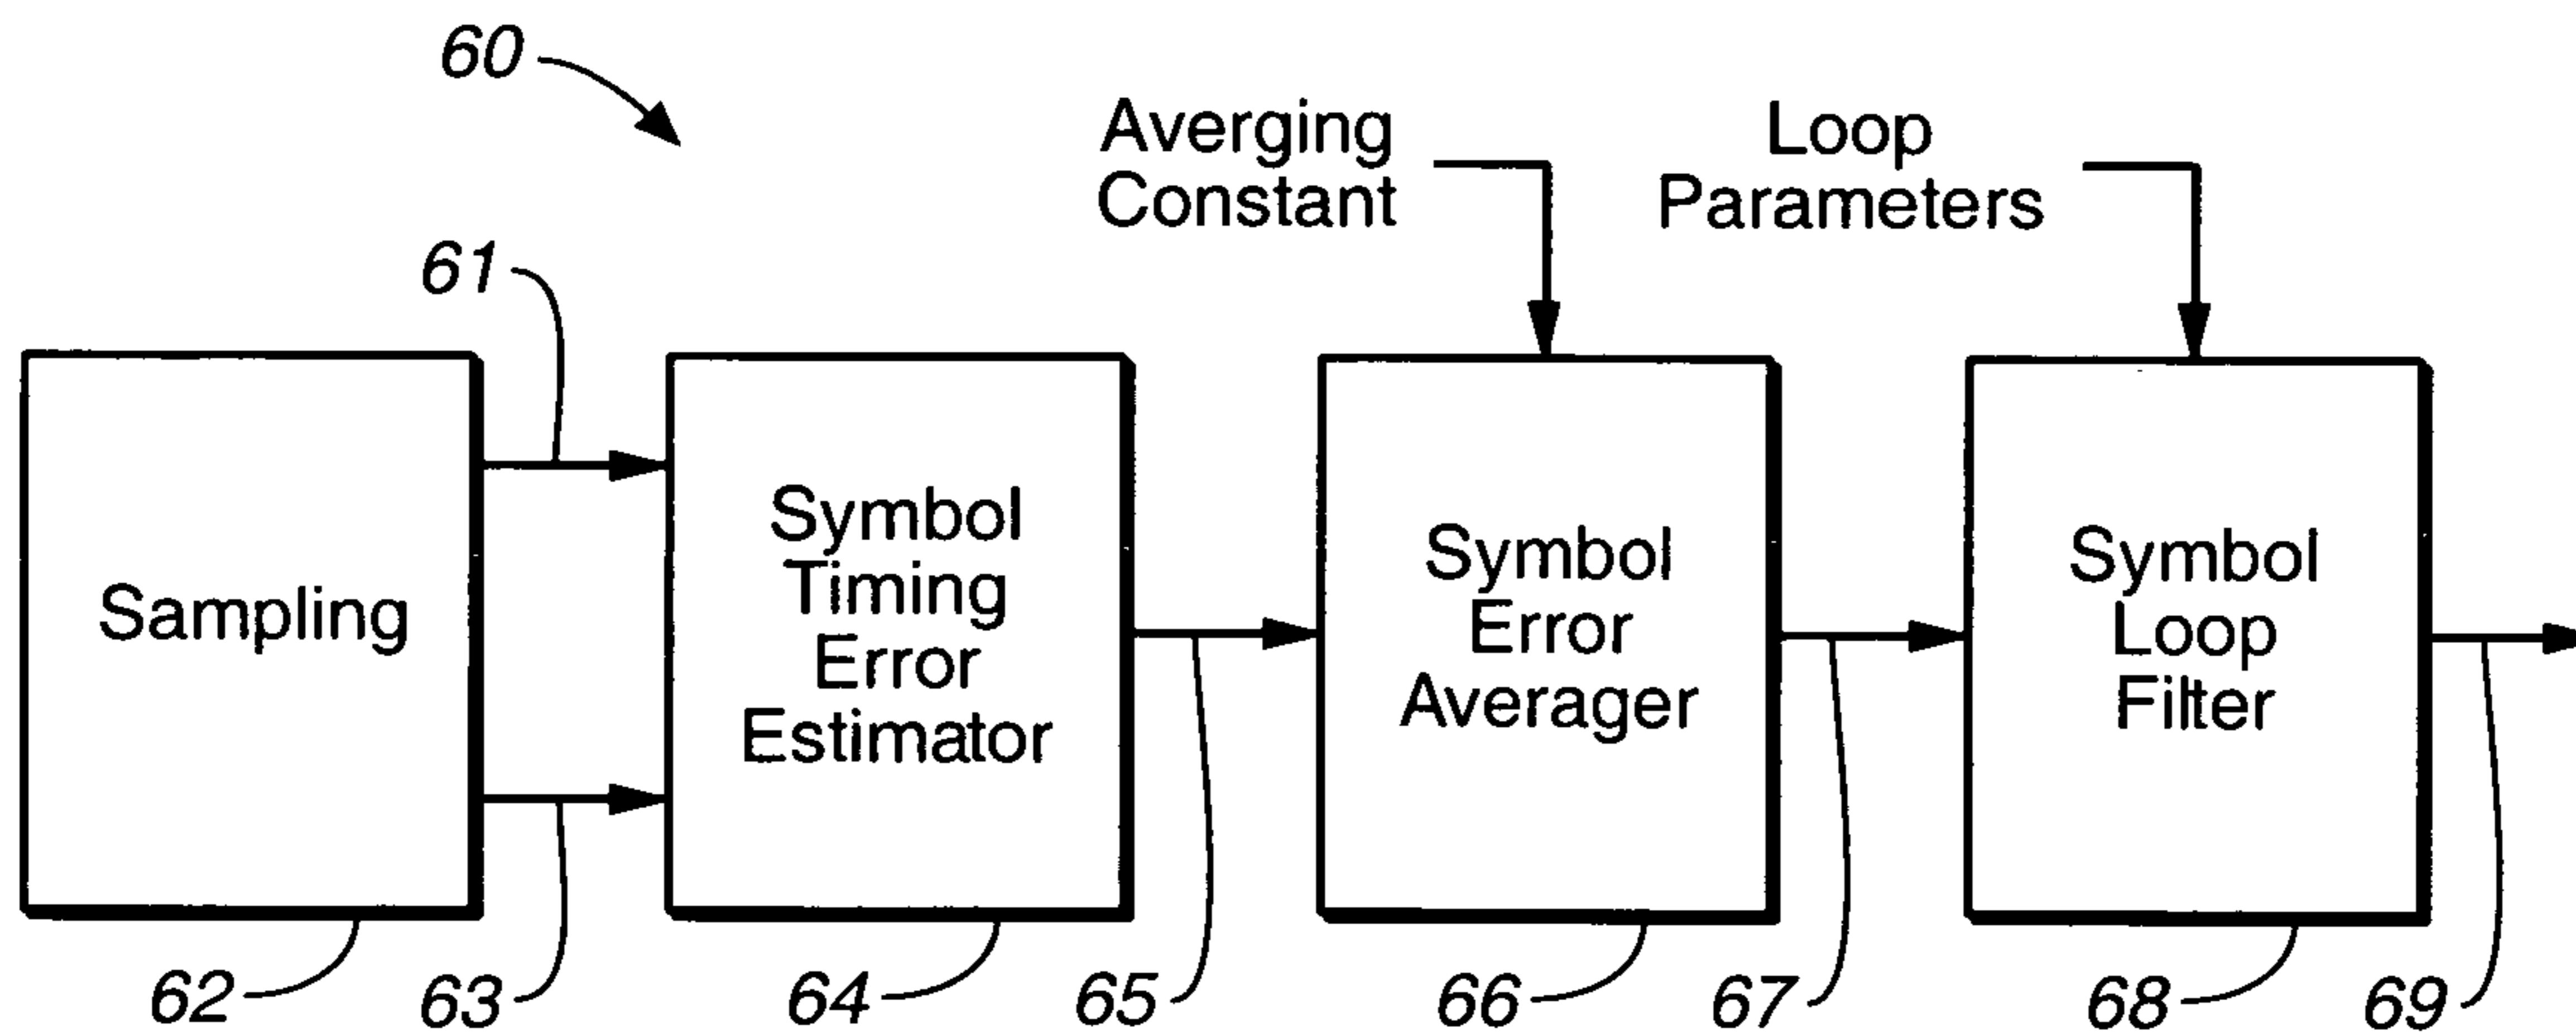 60
Averging
Constant
Loop
Parameters
61
Sampling
Symbol
Timing
Error
Estimator
Symbol
Error
Averager
Symbol
Loop
Filter
62
63
64
65
66
67
68
69